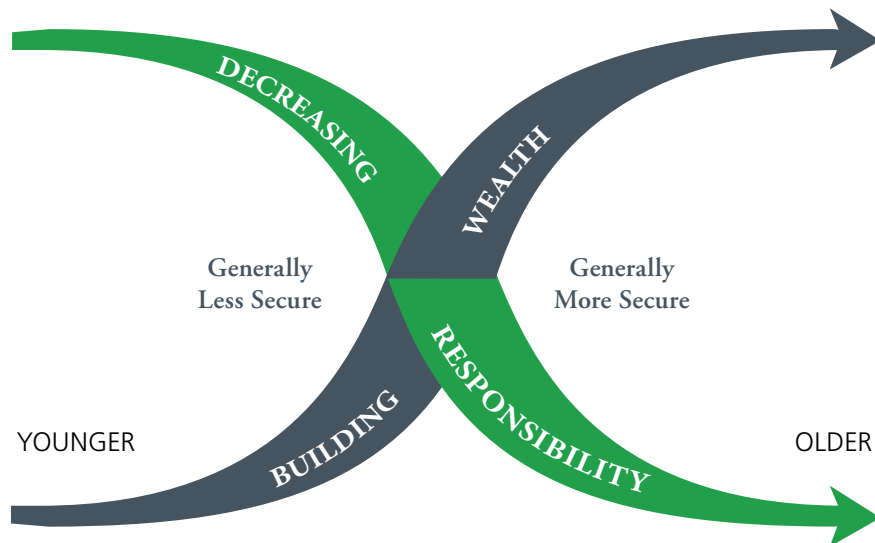 DECREASING
WEALTH
Generally
Less Secure
Generally
More Secure
BUILDING
RESPONSIBILITY
YOUNGER
OLDER